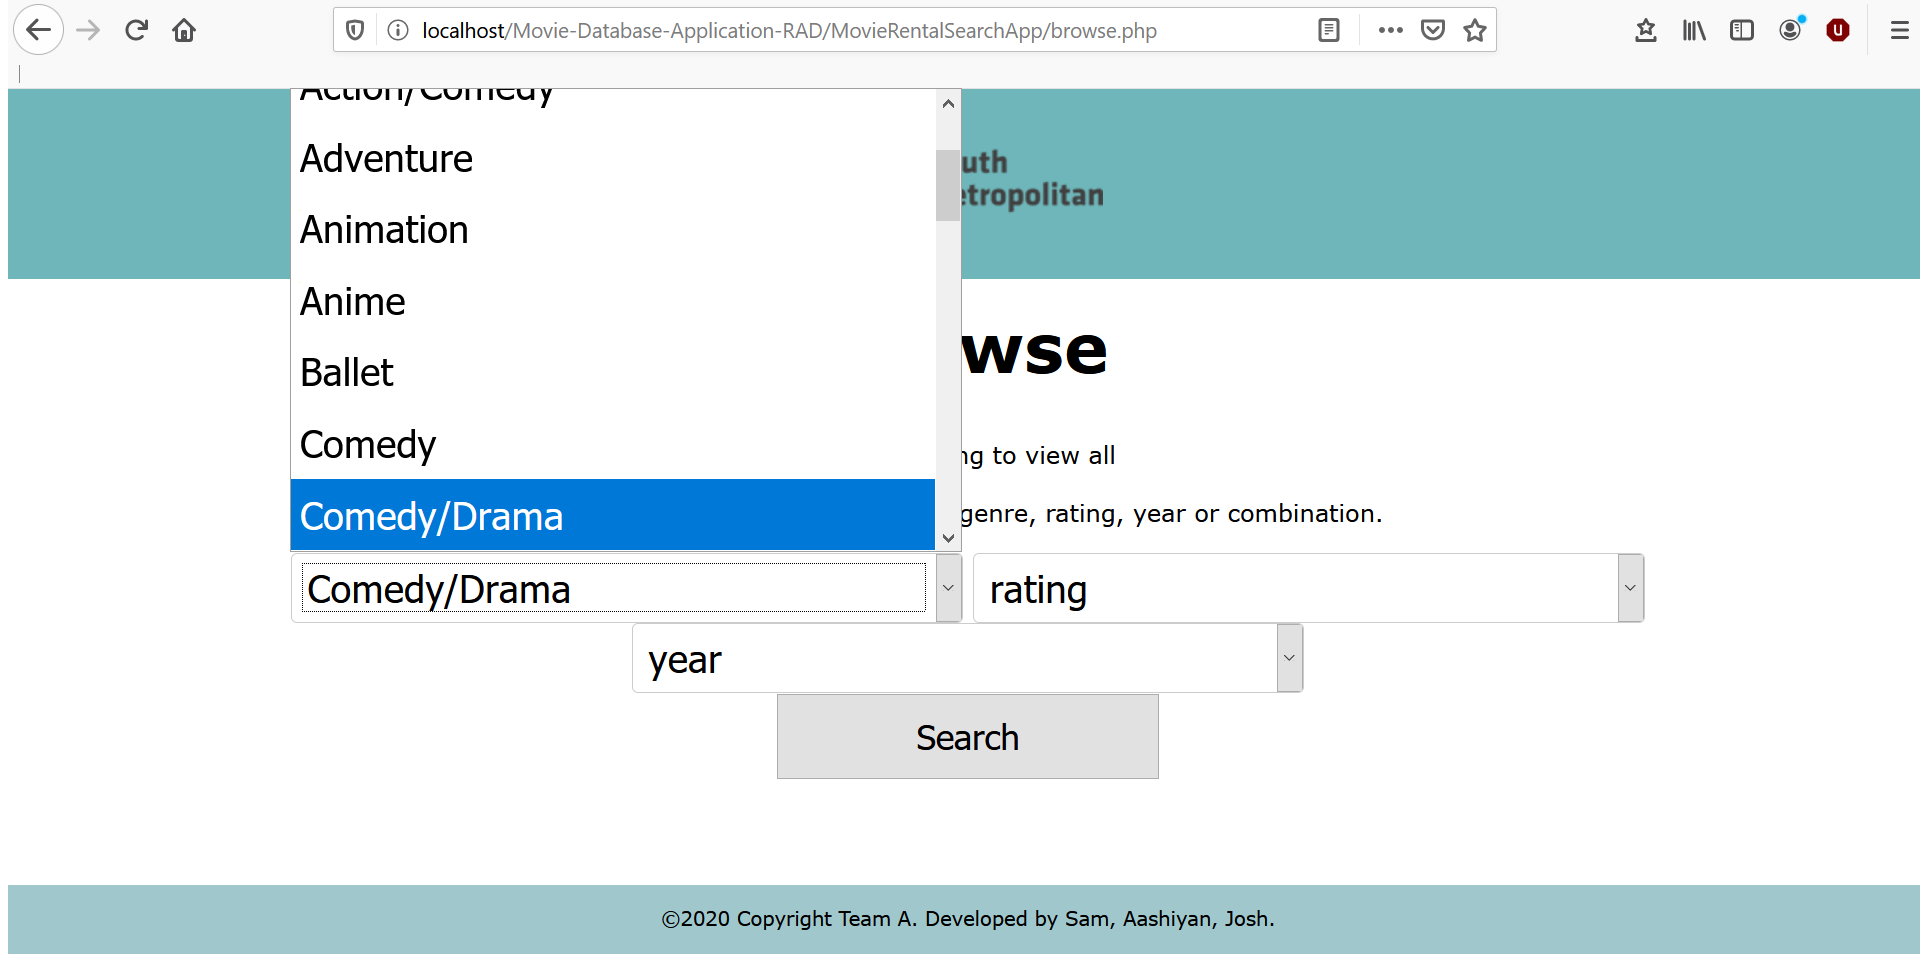 localhost/Movie-Database-Application-RAD/MovieRentalSearchApp/browse.php
Action/Comedy
Adventure
Animation
Anime
Ballet
Comedy
Comedy/Drama
uth
etropolitan
wse
ng to view all
genre, rating, year or combination.
Comedy/Drama
rating
year
Search
©2020 Copyright Team A. Developed by Sam, Aashiyan, Josh.